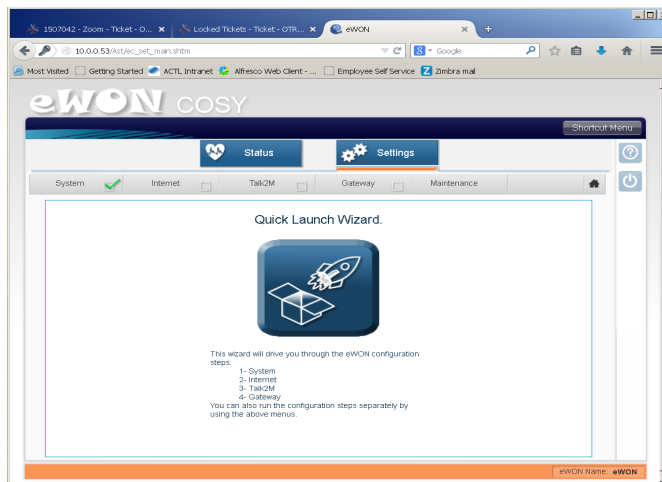 1S07042 - Zoom - Ticket - O...
Locked Tickets - Ticket - OTR...
eWON
10.0.0.53/Ast/ec_set_main.shtm
Google
Most Visited
Getting Started
ACTL Intranet
Alfresco Web Client - ...
Employee Self Service
Zimbra mail
eWON COSY
Shortcut Menu
Status
Settings
System
Internet
Talk2M
Gateway
Maintenance
Quick Launch Wizard.
This wizard will drive you through the eWON configuration
steps:
1- System
2- Internet
3- Talk2M
4- Gateway
You can also run the configuration steps separately by
using the above menus.
eWON Name: eWON